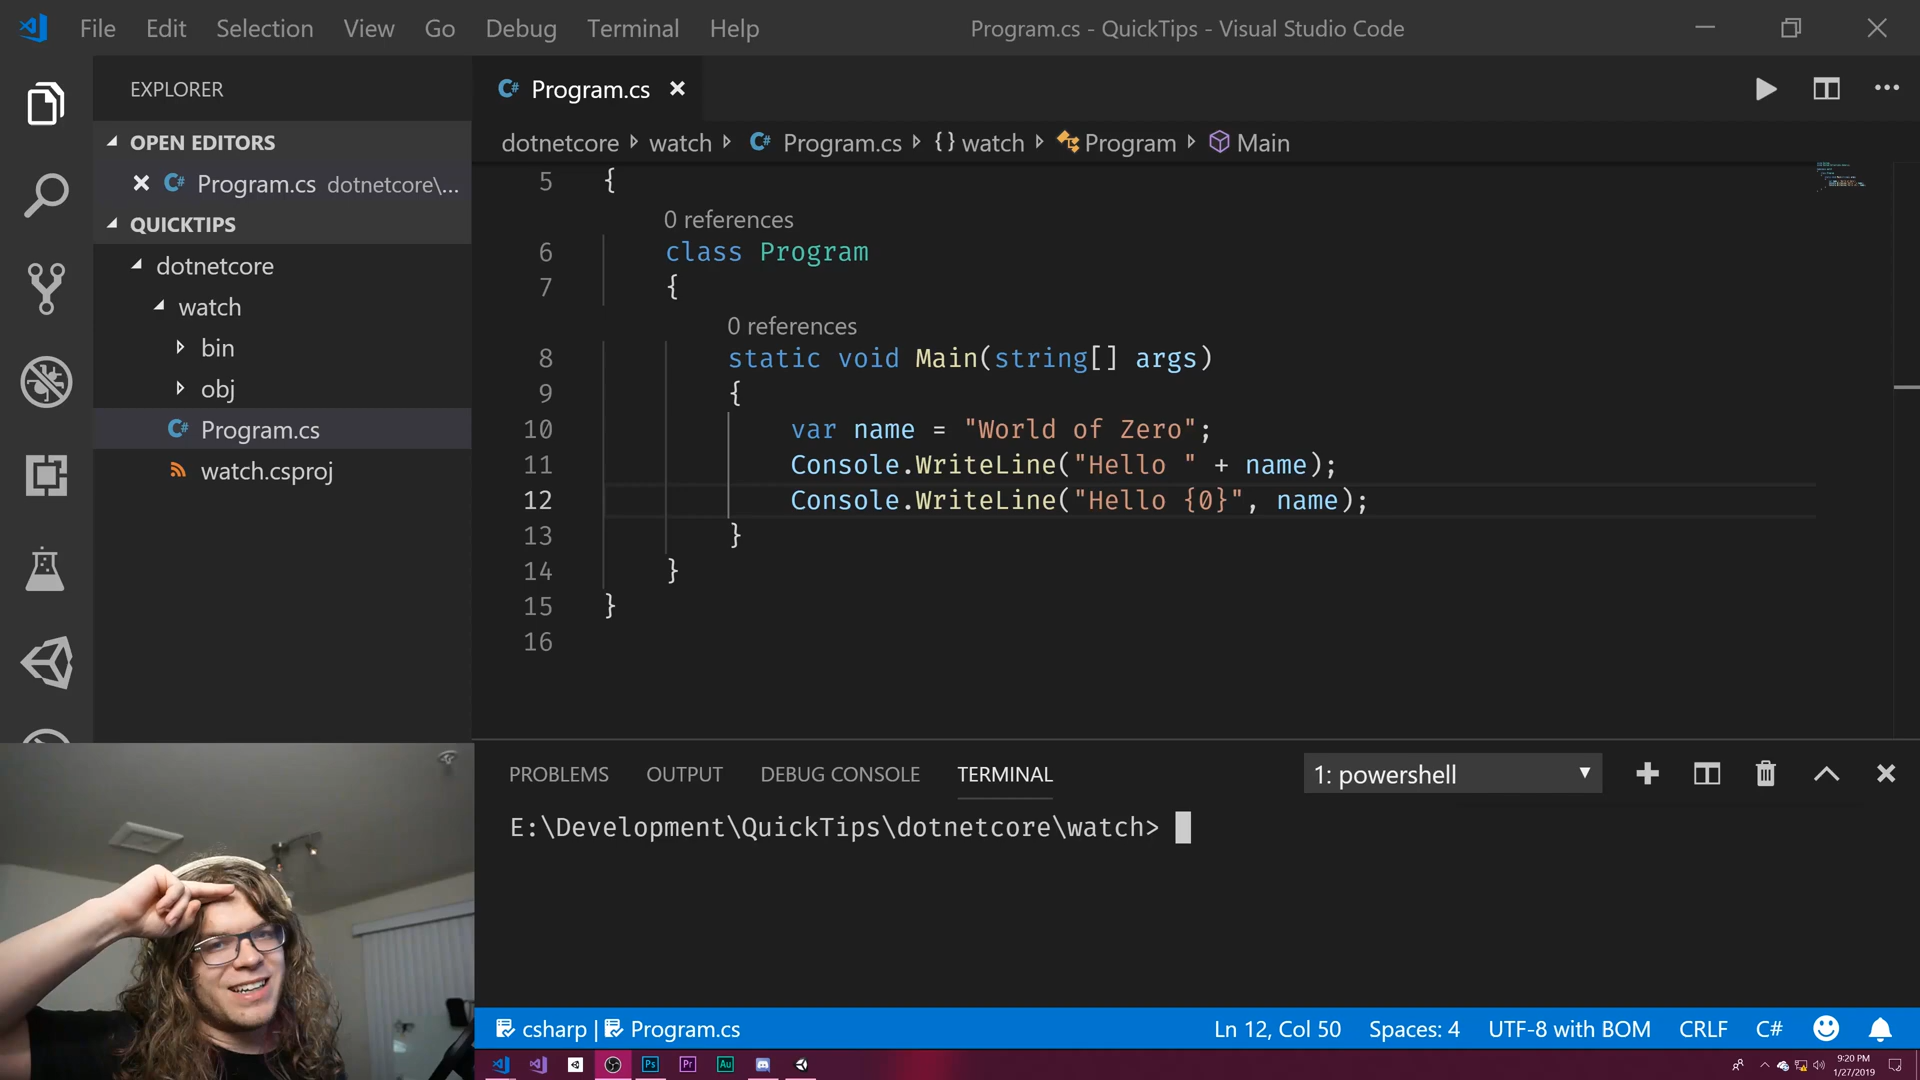 File Edit Selection View Go Debug Terminal Help Program.cs - QuickTips - Visual Studio Code
EXPLORER
OPEN EDITORS
Program.cs dotnetcore\...
QUICKTIPS
dotnetcore
watch
bin
obj
C# Program.cs
watch.csproj
C# Program.cs
dotnetcore watch C# Program.cs {} watch Program Main
5 {
0 references
6 class Program
7 {
0 references
8 static void Main(string[] args)
9 {
10 var name = "World of Zero";
11 Console.WriteLine("Hello " + name);
12 Console.WriteLine("Hello {0}", name);
13 }
14 }
15 }
16
PROBLEMS OUTPUT DEBUG CONSOLE TERMINAL 1: powershell
E:\Development\QuickTips\dotnetcore\watch>
csharp | Program.cs Ln 12, Col 50 Spaces: 4 UTF-8 with BOM CRLF C#
Ps Pr Au
9:20 PM
1/27/2019